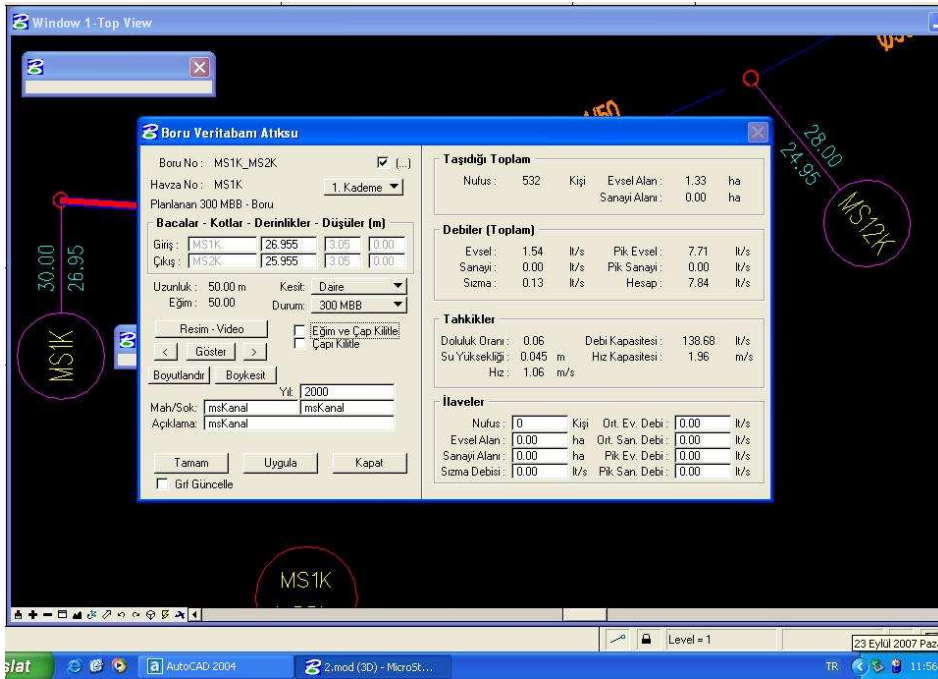 Window 1-Top View
Φ30
1/50
28.00
24.95
MS12K
30.00
26.95
MS1K
Boru Veritabanı Atıksu
Boru No : MS1K_MS2K (...)
Havza No : MS1K 1. Kademe
Planlanan 300 MBB - Boru
Bacalar - Kotlar - Derinlikler - Düşüler (m)
Giriş : MS1K 26.955 3.05 0.00
Çıkış : MS2K 25.955 3.05 0.00
Uzunluk : 50.00 m Kesit: Daire
Eğim : 50.00 Durum: 300 MBB
Resim - Video Eğim ve Çap Kilitle
< Göster > Çapı Kilitle
Boyutlandır Boykesit
Yıl: 2000
Mah/Sok: msKanal msKanal
Açıklama: msKanal
Tamam Uygula Kapat
Grf Güncelle
Taşıdığı Toplam
Nufus : 532 Kişi Evsel Alan : 1.33 ha
Sanayi Alanı : 0.00 ha
Debiler (Toplam)
Evsel : 1.54 lt/s Pik Evsel : 7.71 lt/s
Sanayi : 0.00 lt/s Pik Sanayi : 0.00 lt/s
Sızma : 0.13 lt/s Hesap : 7.84 lt/s
Tahkikler
Doluluk Oranı : 0.06 Debi Kapasitesi : 138.68 lt/s
Su Yüksekliği : 0.045 m Hız Kapasitesi : 1.96 m/s
Hız : 1.06 m/s
İlaveler
Nufus : 0 Kişi Ort. Ev. Debi : 0.00 lt/s
Evsel Alan : 0.00 ha Ort. San. Debi : 0.00 lt/s
Sanayi Alanı : 0.00 ha Pik Ev. Debi : 0.00 lt/s
Sızma Debisi : 0.00 lt/s Pik San. Debi : 0.00 lt/s
MS1K
Level = 1
23 Eylül 2007 Paza
şlat AutoCAD 2004 2.mod (3D) - MicroSt... TR 11:56